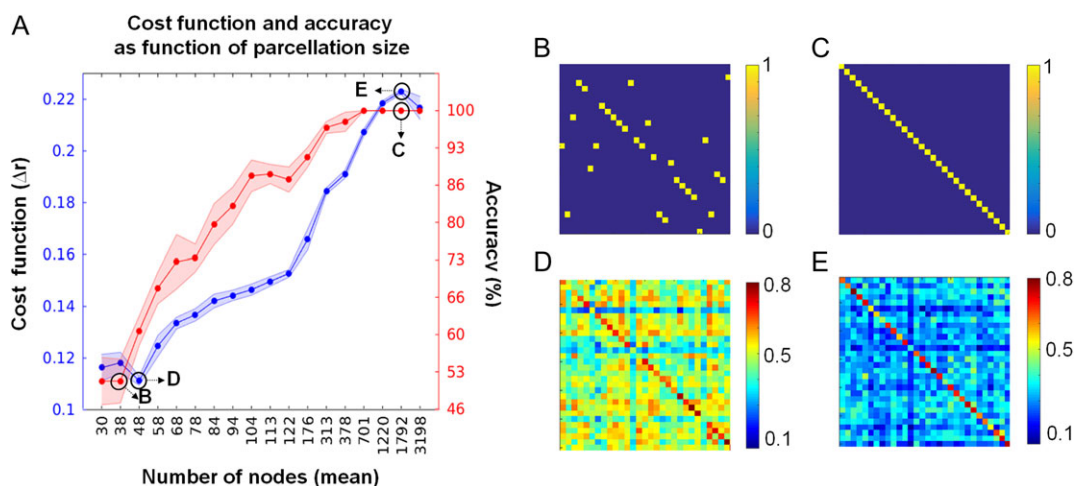 A
Cost function and accuracy
as function of parcellation size
Cost function (Δr)
0.22
0.2
0.18
0.16
0.14
0.12
0.1
100
93
86
80
73
66
60
53
46
Accuracy (%)
E
C
D
B
30 38 48 58 68 78 84 94 104 113 122 176 313 378 701 1220 1792 3198
Number of nodes (mean)
B
1
0
C
1
0
D
0.8
0.5
0.1
E
0.8
0.5
0.1